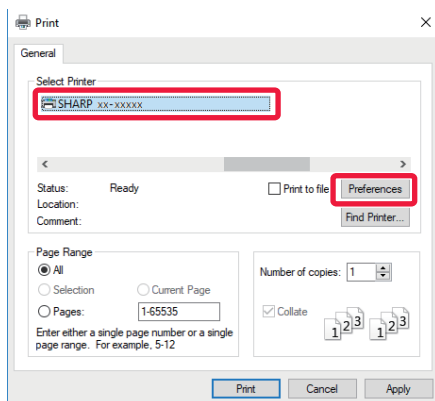 Print
General
Select Printer
SHARP xx-xxxxx
Status: Ready
Print to file
Preferences
Location:
Comment:
Find Printer...
Page Range
All
Selection
Current Page
Pages: 1-65535
Enter either a single page number or a single
page range. For example, 5-12
Number of copies: 1
Collate
1 2 3 1 2 3
Print Cancel Apply